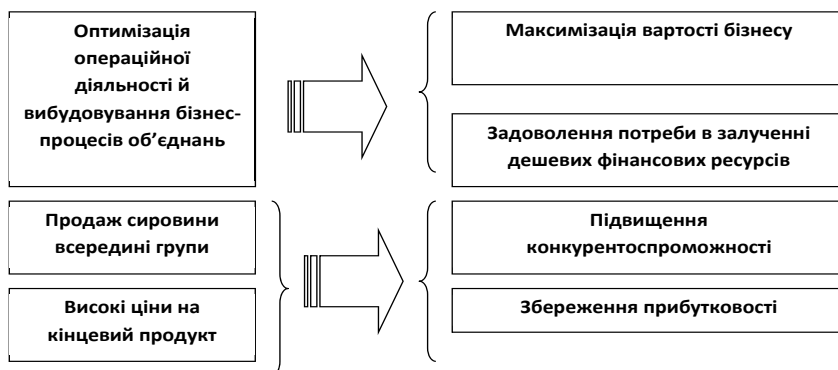 Оптимізація
операційної
діяльності й
вибудовування бізнес-
процесів об’єднань
Максимізація вартості бізнесу
Задоволення потреби в залученні
дешевих фінансових ресурсів
Продаж сировини
всередині групи
Високі ціни на
кінцевий продукт
Підвищення
конкурентоспроможності
Збереження прибутковості